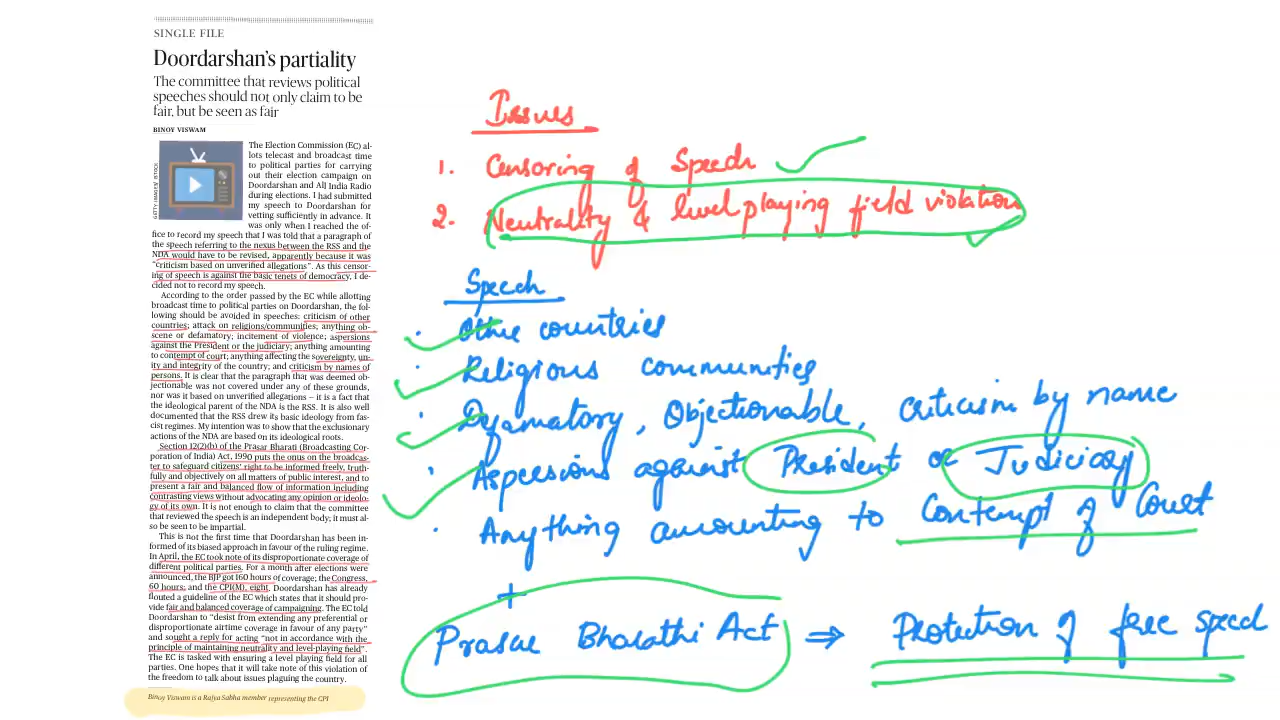 SINGLE FILE
Doordarshan's partiality
The committee that reviews political
speeches should not only claim to be
fair, but be seen as fair
BINOY VISWAM
GETTY IMAGES/ISTOCK
The Election Commission (EC) al-
lots telecast and broadcast time
to political parties for carrying
out their election campaign on
Doordarshan and All India Radio
during elections. I had submitted
my speech to Doordarshan for
vetting sufficiently in advance. It
was only when I reached the of-
fice to record my speech that I was told that a paragraph of
the speech referring to the nexus between the RSS and the
NDA would have to be revised, apparently because it was
"criticism based on unverified allegations". As this censor-
ing of speech is against the basic tenets of democracy, I de-
cided not to record my speech.
According to the order passed by the EC while allotting
broadcast time to political parties on Doordarshan, the fol-
lowing should be avoided in speeches: criticism of other
countries; attack on religions/communities; anything ob-
scene or defamatory; incitement of violence; aspersions
against the President or the judiciary; anything amounting
to contempt of court; anything affecting the sovereignty, un-
ity and integrity of the country; and criticism by names of
persons. It is clear that the paragraph that was deemed ob-
jectionable was not covered under any of these grounds,
nor was it based on unverified allegations – it is a fact that
the ideological parent of the NDA is the RSS. It is also well
documented that the RSS drew its basic ideology from fas-
cist regimes. My intention was to show that the exclusionary
actions of the NDA are based on its ideological roots.
Section 12(2)(b) of the Prasar Bharati (Broadcasting Cor-
poration of India) Act, 1990 puts the onus on the broadcas-
ter to safeguard citizens' right to be informed freely, truth-
fully and objectively on all matters of public interest, and to
present a fair and balanced flow of information including
contrasting views without advocating any opinion or ideolo-
gy of its own. It is not enough to claim that the committee
that reviewed the speech is an independent body; it must al-
so be seen to be impartial.
This is not the first time that Doordarshan has been in-
formed of its biased approach in favour of the ruling regime.
In April, the EC took note of its disproportionate coverage of
different political parties. For a month after elections were
announced, the BJP got 160 hours of coverage; the Congress,
60 hours; and the CPI(M), eight. Doordarshan has already
flouted a guideline of the EC which states that it should pro-
vide fair and balanced coverage of campaigning. The EC told
Doordarshan to "desist from extending any preferential or
disproportionate airtime coverage in favour of any party"
and sought a reply for acting "not in accordance with the
principle of maintaining neutrality and level-playing field".
The EC is tasked with ensuring a level playing field for all
parties. One hopes that it will take note of this violation of
the freedom to talk about issues plaguing the country.
Binoy Viswam is a Rajya Sabha member representing the CPI
Issues
1. Censoring of Speech
2. Neutrality & level playing field violation
Speech
· Other countries
· Religious communities
· Defamatory, Objectionable, criticism by name
· Aspersions against President or Judiciary
· Anything amounting to Contempt of Court
+
Prasar Bharathi Act ⇒ Protection of free speech